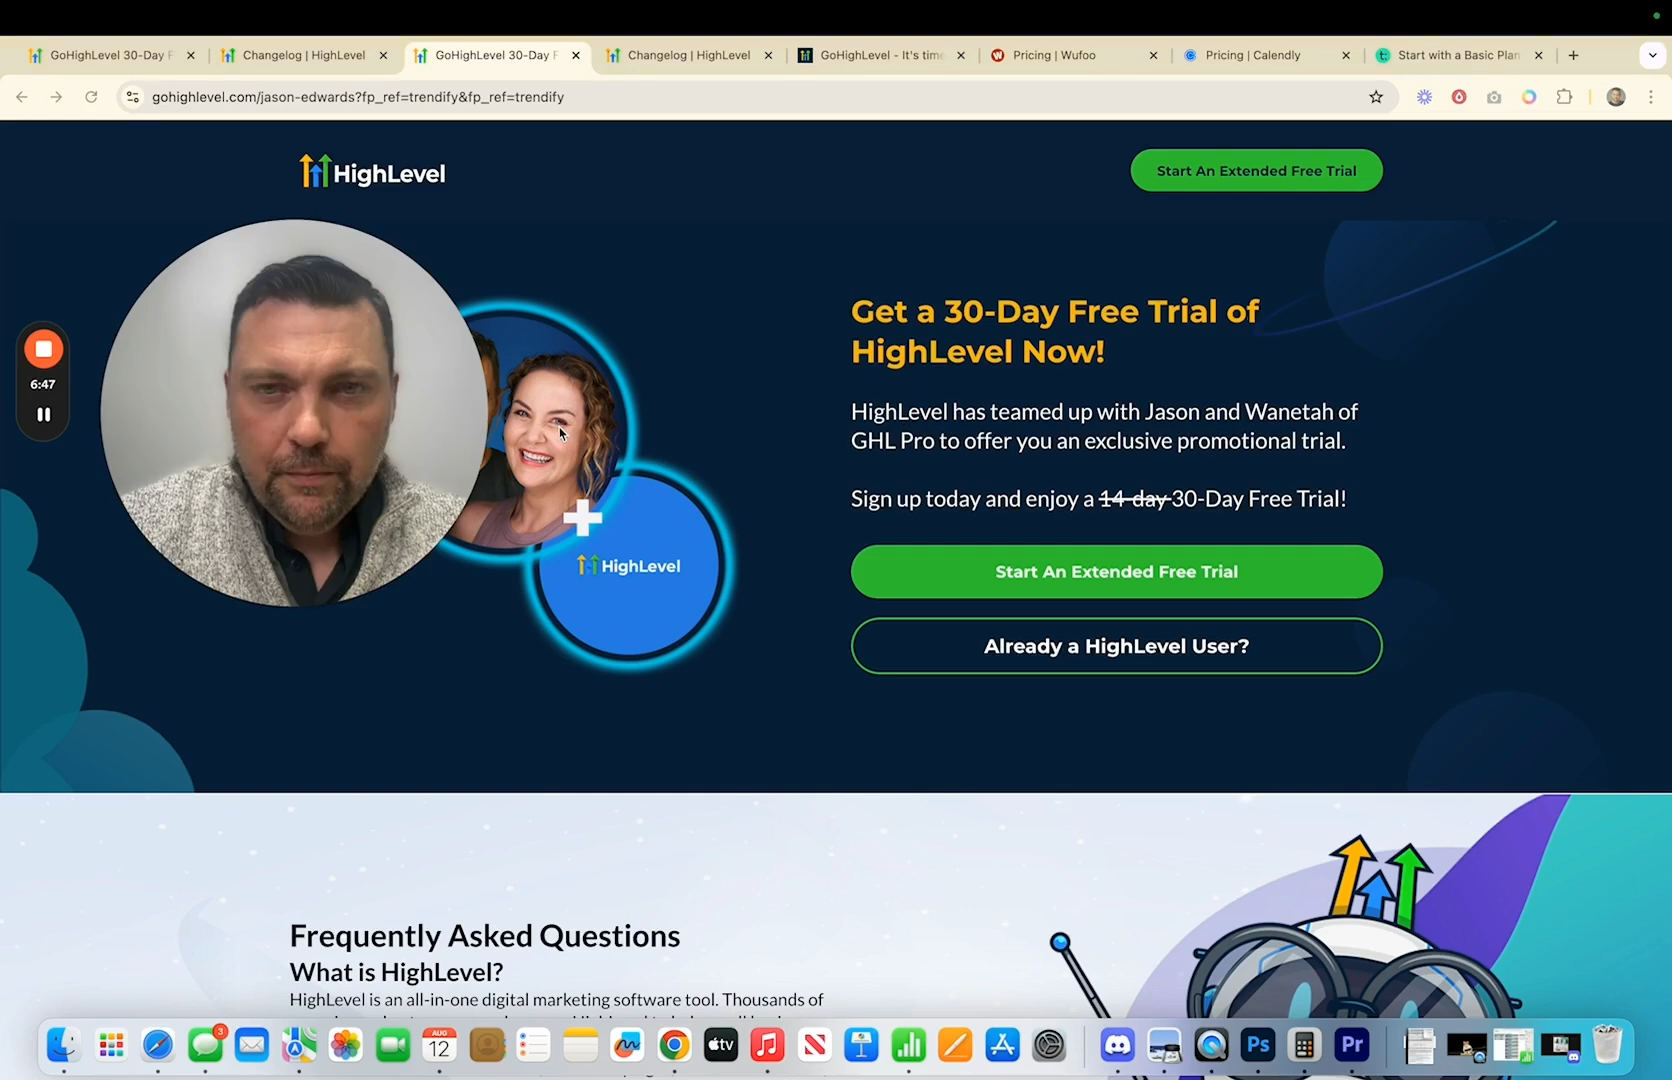 GoHighLevel 30-Day F
Changelog | HighLevel
GoHighLevel 30-Day F
Changelog | HighLevel
GoHighLevel - It's time
Pricing | Wufoo
Pricing | Calendly
Start with a Basic Plan
gohighlevel.com/jason-edwards?fp_ref=trendify&fp_ref=trendify
HighLevel
Start An Extended Free Trial
6:47
HighLevel
Get a 30-Day Free Trial of
HighLevel Now!
HighLevel has teamed up with Jason and Wanetah of
GHL Pro to offer you an exclusive promotional trial.
Sign up today and enjoy a 14-day 30-Day Free Trial!
Start An Extended Free Trial
Already a HighLevel User?
Frequently Asked Questions
What is HighLevel?
HighLevel is an all-in-one digital marketing software tool. Thousands of
3
AUG
12
tv
Ps
Pr